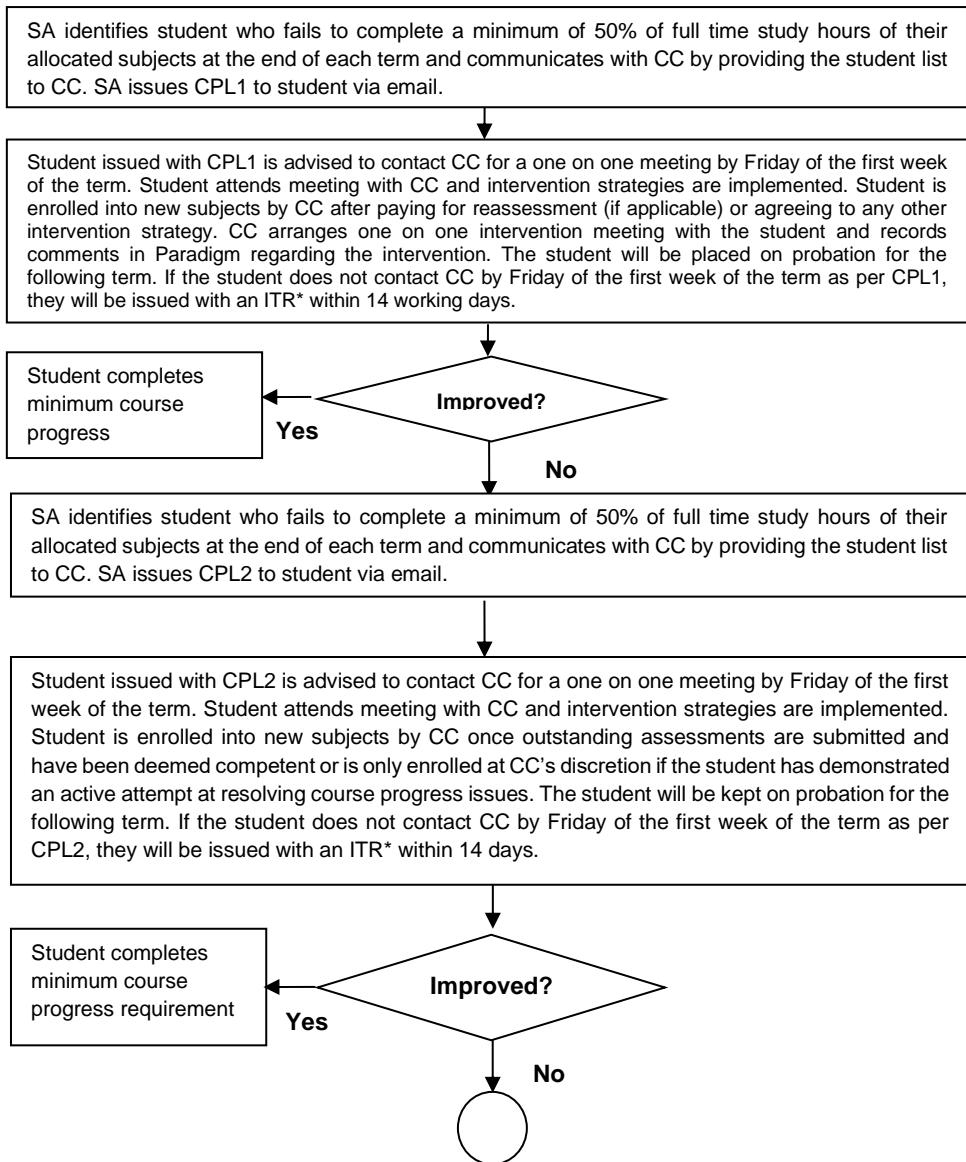 SA identifies student who fails to complete a minimum of 50% of full time study hours of their
allocated subjects at the end of each term and communicates with CC by providing the student list
to CC. SA issues CPL1 to student via email.
Student issued with CPL1 is advised to contact CC for a one on one meeting by Friday of the first week
of the term. Student attends meeting with CC and intervention strategies are implemented. Student is
enrolled into new subjects by CC after paying for reassessment (if applicable) or agreeing to any other
intervention strategy. CC arranges one on one intervention meeting with the student and records
comments in Paradigm regarding the intervention. The student will be placed on probation for the
following term. If the student does not contact CC by Friday of the first week of the term as per CPL1,
they will be issued with an ITR* within 14 working days.
Student completes
minimum course
progress
Improved?
Yes
No
SA identifies student who fails to complete a minimum of 50% of full time study hours of their
allocated subjects at the end of each term and communicates with CC by providing the student list
to CC. SA issues CPL2 to student via email.
Student issued with CPL2 is advised to contact CC for a one on one meeting by Friday of the first
week of the term. Student attends meeting with CC and intervention strategies are implemented.
Student is enrolled into new subjects by CC once outstanding assessments are submitted and
have been deemed competent or is only enrolled at CC's discretion if the student has demonstrated
an active attempt at resolving course progress issues. The student will be kept on probation for the
following term. If the student does not contact CC by Friday of the first week of the term as per
CPL2, they will be issued with an ITR* within 14 days.
Student completes
minimum course
progress requirement
Improved?
Yes
No